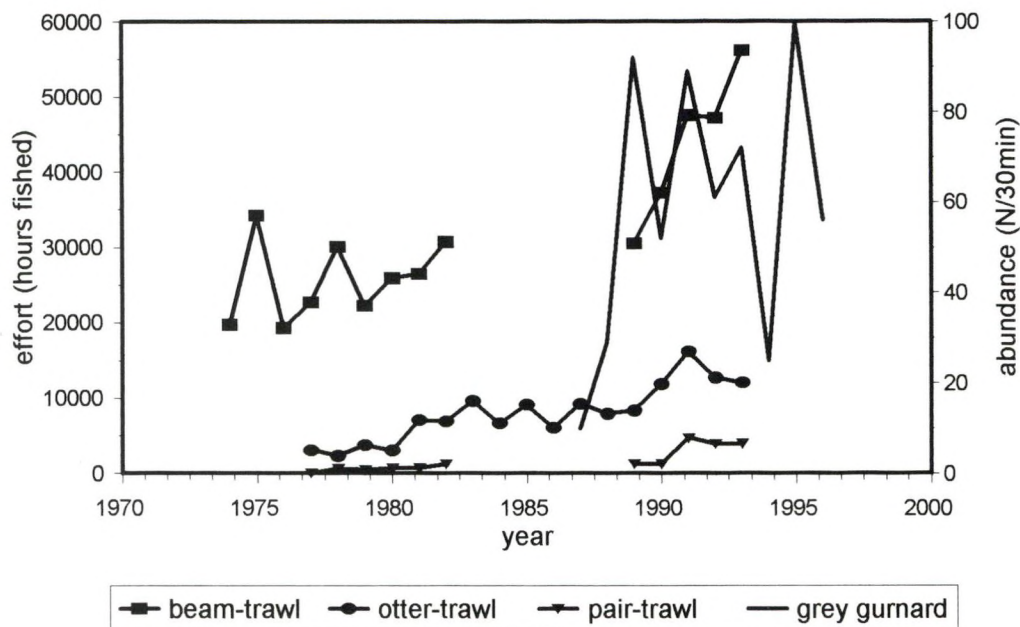 60000
50000
40000
30000
20000
10000
0
effort (hours fished)
100
80
60
40
20
0
abundance (N/30min)
1970 1975 1980 1985 1990 1995 2000
year
beam-trawl otter-trawl pair-trawl grey gurnard